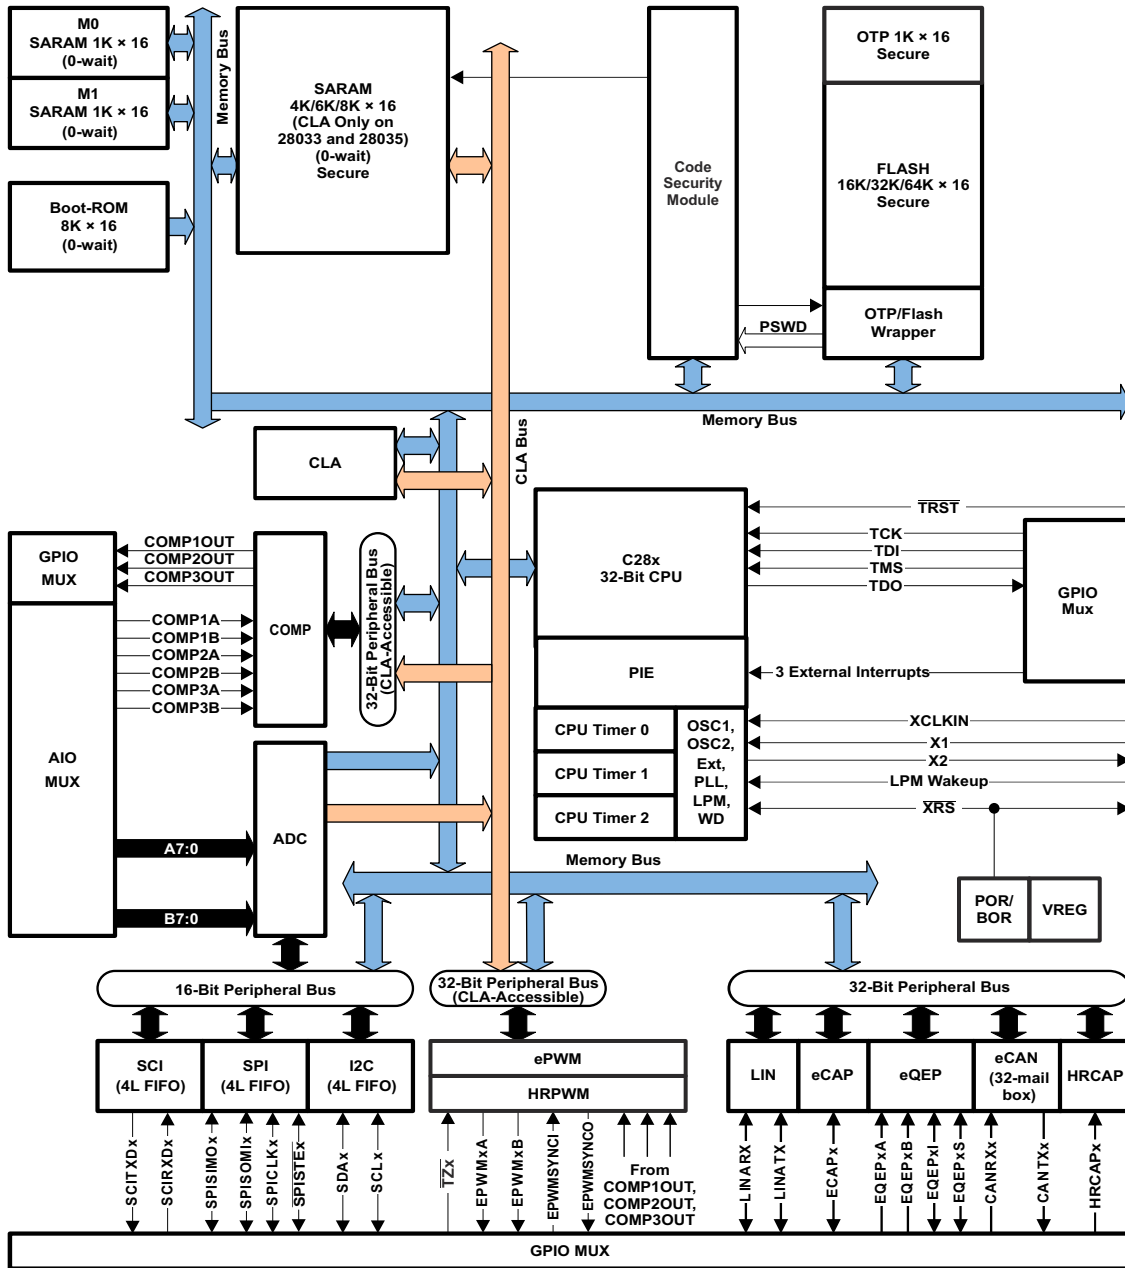 M0
SARAM 1K × 16
(0-wait)
M1
SARAM 1K × 16
(0-wait)
Boot-ROM
8K × 16
(0-wait)
Memory Bus
SARAM
4K/6K/8K × 16
(CLA Only on
28033 and 28035)
(0-wait)
Secure
Code
Security
Module
OTP 1K × 16
Secure
FLASH
16K/32K/64K × 16
Secure
OTP/Flash
Wrapper
PSWD
Memory Bus
CLA Bus
CLA
GPIO
MUX
COMP1OUT
COMP2OUT
COMP3OUT
COMP1A
COMP1B
COMP2A
COMP2B
COMP3A
COMP3B
COMP
32-Bit Peripheral Bus
(CLA-Accessible)
AIO
MUX
A7:0
B7:0
ADC
C28x
32-Bit CPU
PIE
CPU Timer 0
CPU Timer 1
CPU Timer 2
OSC1,
OSC2,
Ext,
PLL,
LPM,
WD
TRST
TCK
TDI
TMS
TDO
GPIO
Mux
3 External Interrupts
XCLKIN
X1
X2
LPM Wakeup
XRS
POR/
BOR
VREG
Memory Bus
16-Bit Peripheral Bus
32-Bit Peripheral Bus
(CLA-Accessible)
32-Bit Peripheral Bus
SCI
(4L FIFO)
SPI
(4L FIFO)
I2C
(4L FIFO)
ePWM
HRPWM
LIN
eCAP
eQEP
eCAN
(32-mail
box)
HRCAP
SCITXDx
SCIRXDx
SPISIMOx
SPISOMIx
SPICLKx
SPISTEx
SDAx
SCLx
TZx
EPWMxA
EPWMxB
EPWMSYNCI
EPWMSYNCO
From
COMP1OUT,
COMP2OUT,
COMP3OUT
LINARX
LINATX
ECAPx
EQEPxA
EQEPxB
EQEPxI
EQEPxS
CANRXx
CANTXx
HRCAPx
GPIO MUX